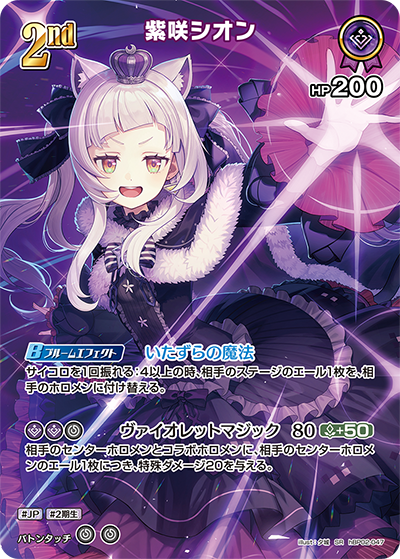 2nd
紫咲シオン
HP200
Bブルームエフェクト いたずらの魔法
サイコロを1回振れる:4以上の時、相手のステージのエール1枚を、相
手のホロメンに付け替える。
ヴァイオレットマジック 80 +50
相手のセンターホロメンとコラボホロメンに、相手のセンターホロメ
ンのエール1枚につき、特殊ダメージ20を与える。
#JP #2期生
バトンタッチ
illust:夕城 SR hBP02-047